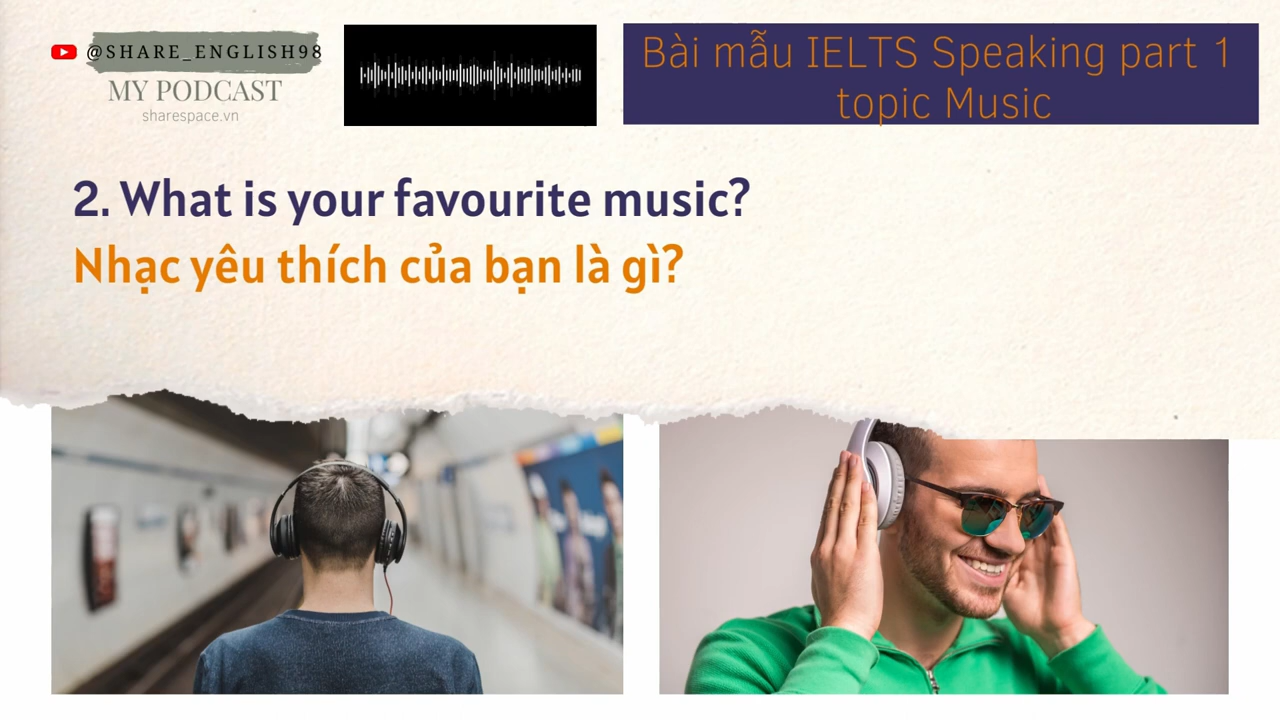 @SHARE_ENGLISH98
MY PODCAST
sharespace.vn
Bài mẫu IELTS Speaking part 1
topic Music
2. What is your favourite music?
Nhạc yêu thích của bạn là gì?